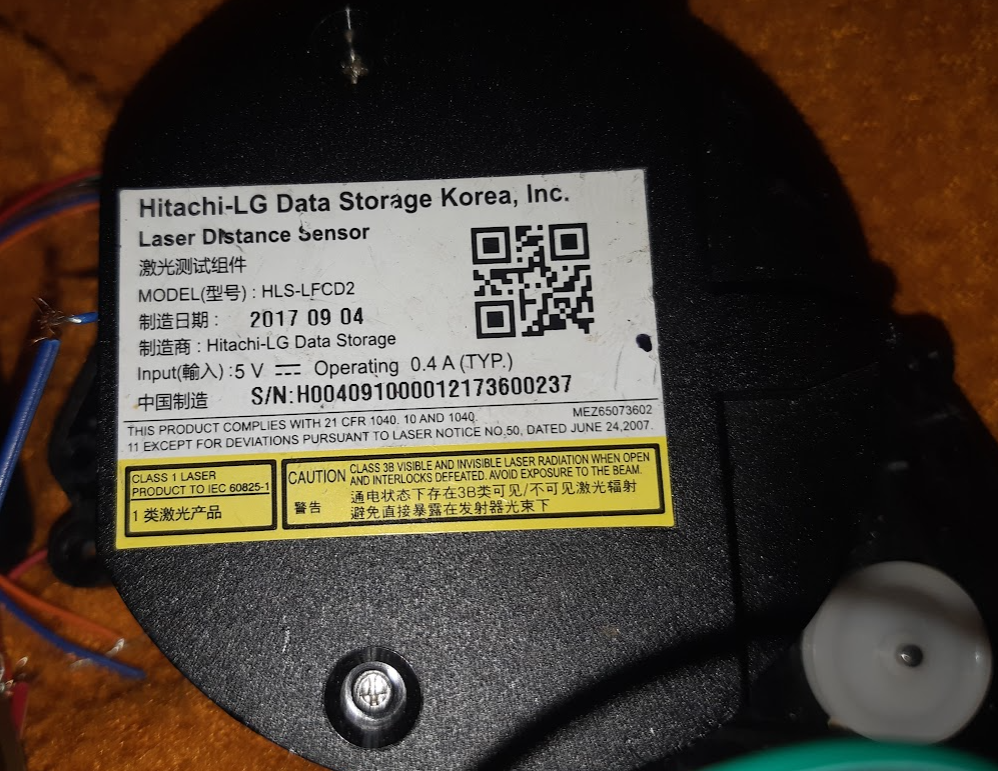 Hitachi-LG Data Storage Korea, Inc.
Laser Distance Sensor
激光测试组件
MODEL(型号) : HLS-LFCD2
制造日期 : 2017 09 04
制造商 : Hitachi-LG Data Storage
Input(輸入) :5 V ⎓ Operating 0.4 A (TYP.)
中国制造 S/N:H00409100001217360023​7
THIS PRODUCT COMPLIES WITH 21 CFR 1040. 10 AND 1040. MEZ65073602
11 EXCEPT FOR DEVIATIONS PURSUANT TO LASER NOTICE NO.50, DATED JUNE 24,2007.
CLASS 1 LASER
PRODUCT TO IEC 60825-1
1 类激光产品
CAUTION CLASS 3B VISIBLE AND INVISIBLE LASER RADIATION WHEN OPEN
AND INTERLOCKS DEFEATED. AVOID EXPOSURE TO THE BEAM.
警告 通电状态下存在3B类可见/不可见激光辐射
避免直接暴露在发射器光束下